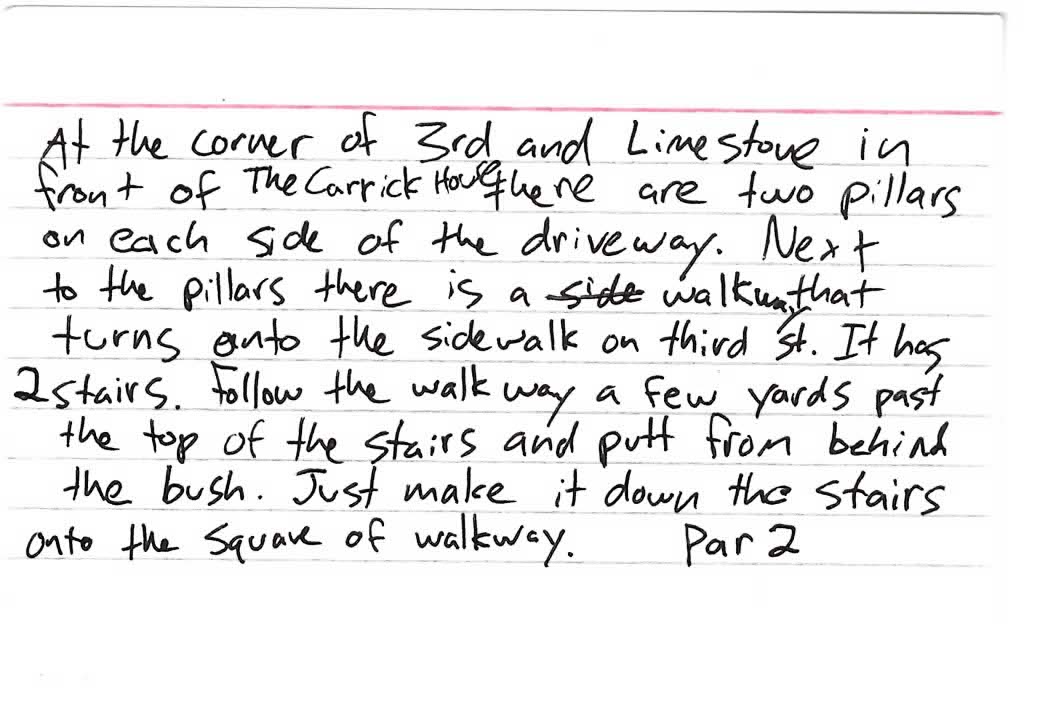 At the corner of 3rd and Limestone in
front of The Carrick House there are two pillars
on each side of the driveway. Next
to the pillars there is a side walkway that
turns onto the sidewalk on third st. It has
2 stairs. Follow the walkway a few yards past
the top of the stairs and putt from behind
the bush. Just make it down the stairs
onto the square of walkway. Par 2